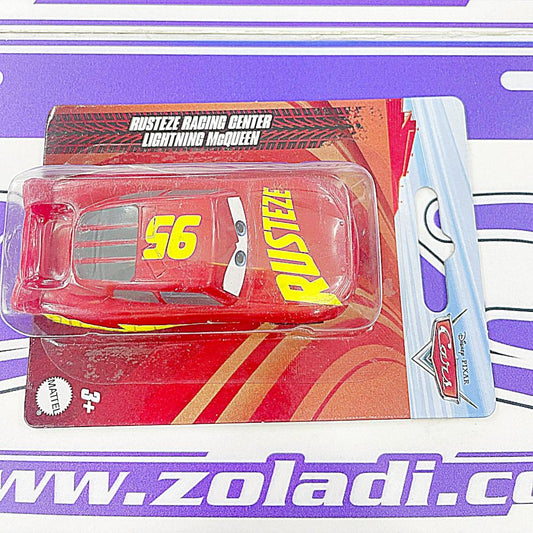 RUSTEZE RACING CENTER
LIGHTNING McQUEEN
95
RUSTEZE
Disney • PIXAR
Cars
MATTEL
3+
www.zoladi.co